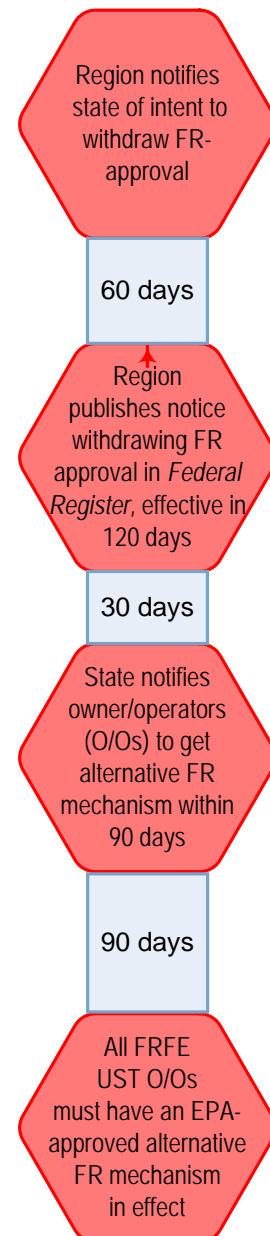 Region notifies
state of intent to
withdraw FR-
approval
60 days
Region
publishes notice
withdrawing FR
approval in Federal
Register, effective in
120 days
30 days
State notifies
owner/operators
(O/Os) to get
alternative FR
mechanism within
90 days
90 days
All FRFE
UST O/Os
must have an EPA-
approved alternative
FR mechanism
in effect